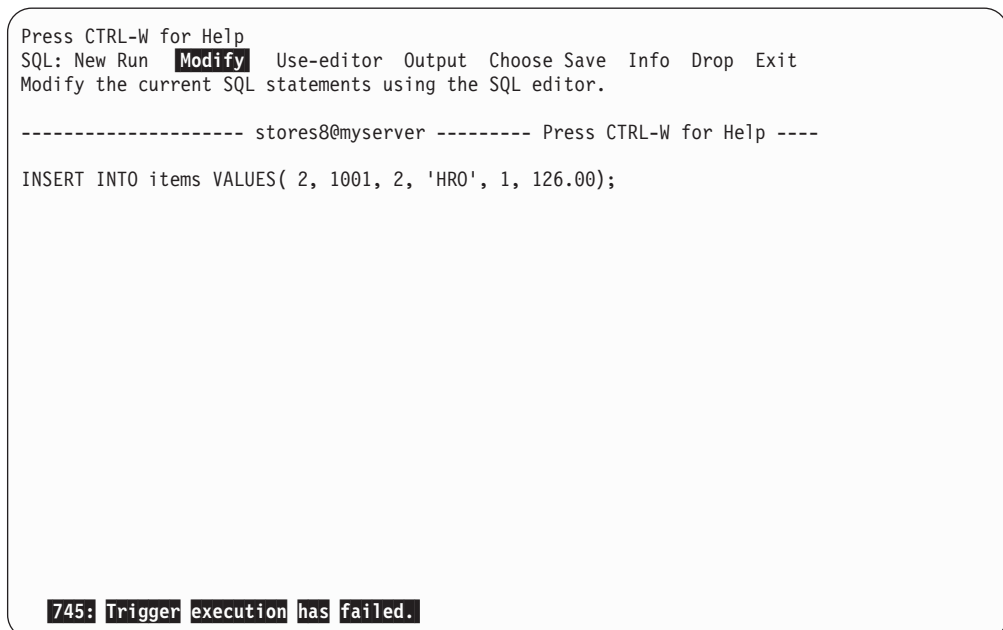 Press CTRL-W for Help
SQL: New Run Modify Use-editor Output Choose Save Info Drop Exit
Modify the current SQL statements using the SQL editor.
--------------------- stores8@myserver --------- Press CTRL-W for Help ----
INSERT INTO items VALUES( 2, 1001, 2, 'HRO', 1, 126.00);
745: Trigger execution has failed.